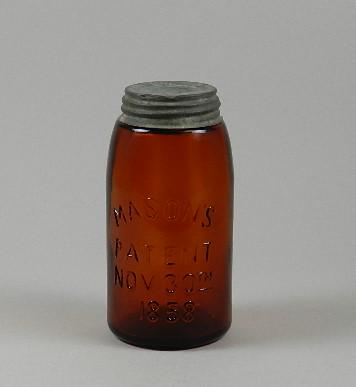 MASON'S
PATENT
NOV 30TH
1858